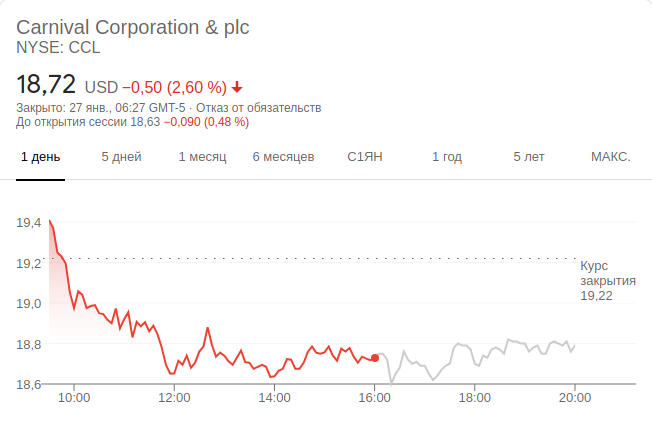 Carnival Corporation & plc
NYSE: CCL
18,72 USD −0,50 (2,60 %)
Закрыто: 27 янв., 06:27 GMT-5 · Отказ от обязательств
До открытия сессии 18,63 −0,090 (0,48 %)
1 день 5 дней 1 месяц 6 месяцев С1ЯН 1 год 5 лет МАКС.
19,4
19,2
19,0
18,8
18,6
Курс
закрытия
19,22
10:00 12:00 14:00 16:00 18:00 20:00